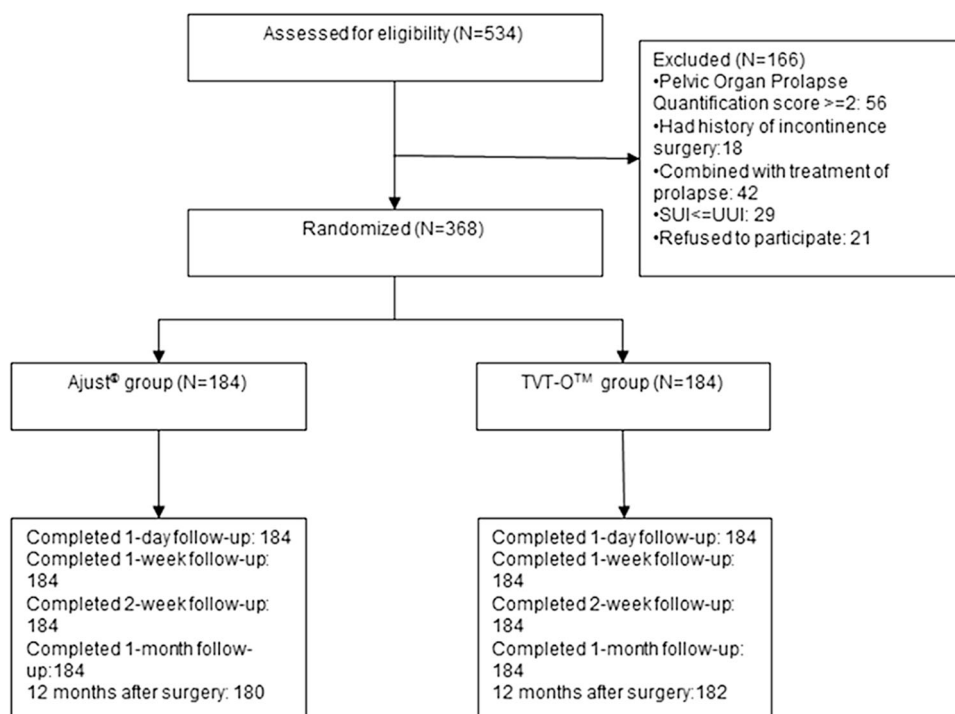 Assessed for eligibility (N=534)
Excluded (N=166)
•Pelvic Organ Prolapse
Quantification score >=2: 56
•Had history of incontinence
surgery:18
•Combined with treatment of
prolapse: 42
•SUI<=UUI: 29
•Refused to participate: 21
Randomized (N=368)
Ajust® group (N=184)
TVT-O™ group (N=184)
Completed 1-day follow-up: 184
Completed 1-week follow-up:
184
Completed 2-week follow-up:
184
Completed 1-month follow-
up:184
12 months after surgery: 180
Completed 1-day follow-up: 184
Completed 1-week follow-up:
184
Completed 2-week follow-up:
184
Completed 1-month follow-up:
184
12 months after surgery:182